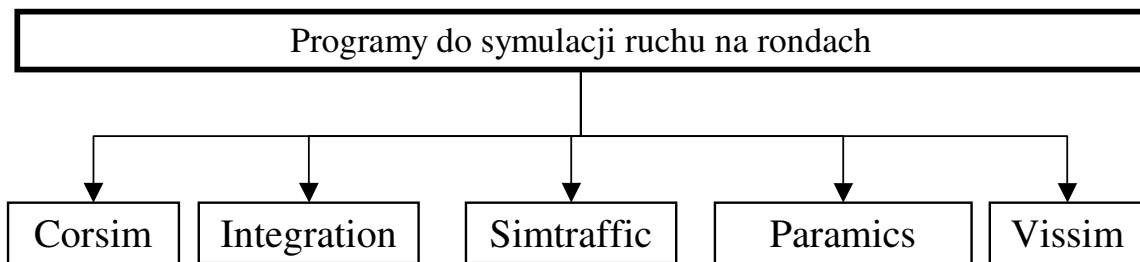 Programy do symulacji ruchu na rondach
Corsim Integration Simtraffic Paramics Vissim